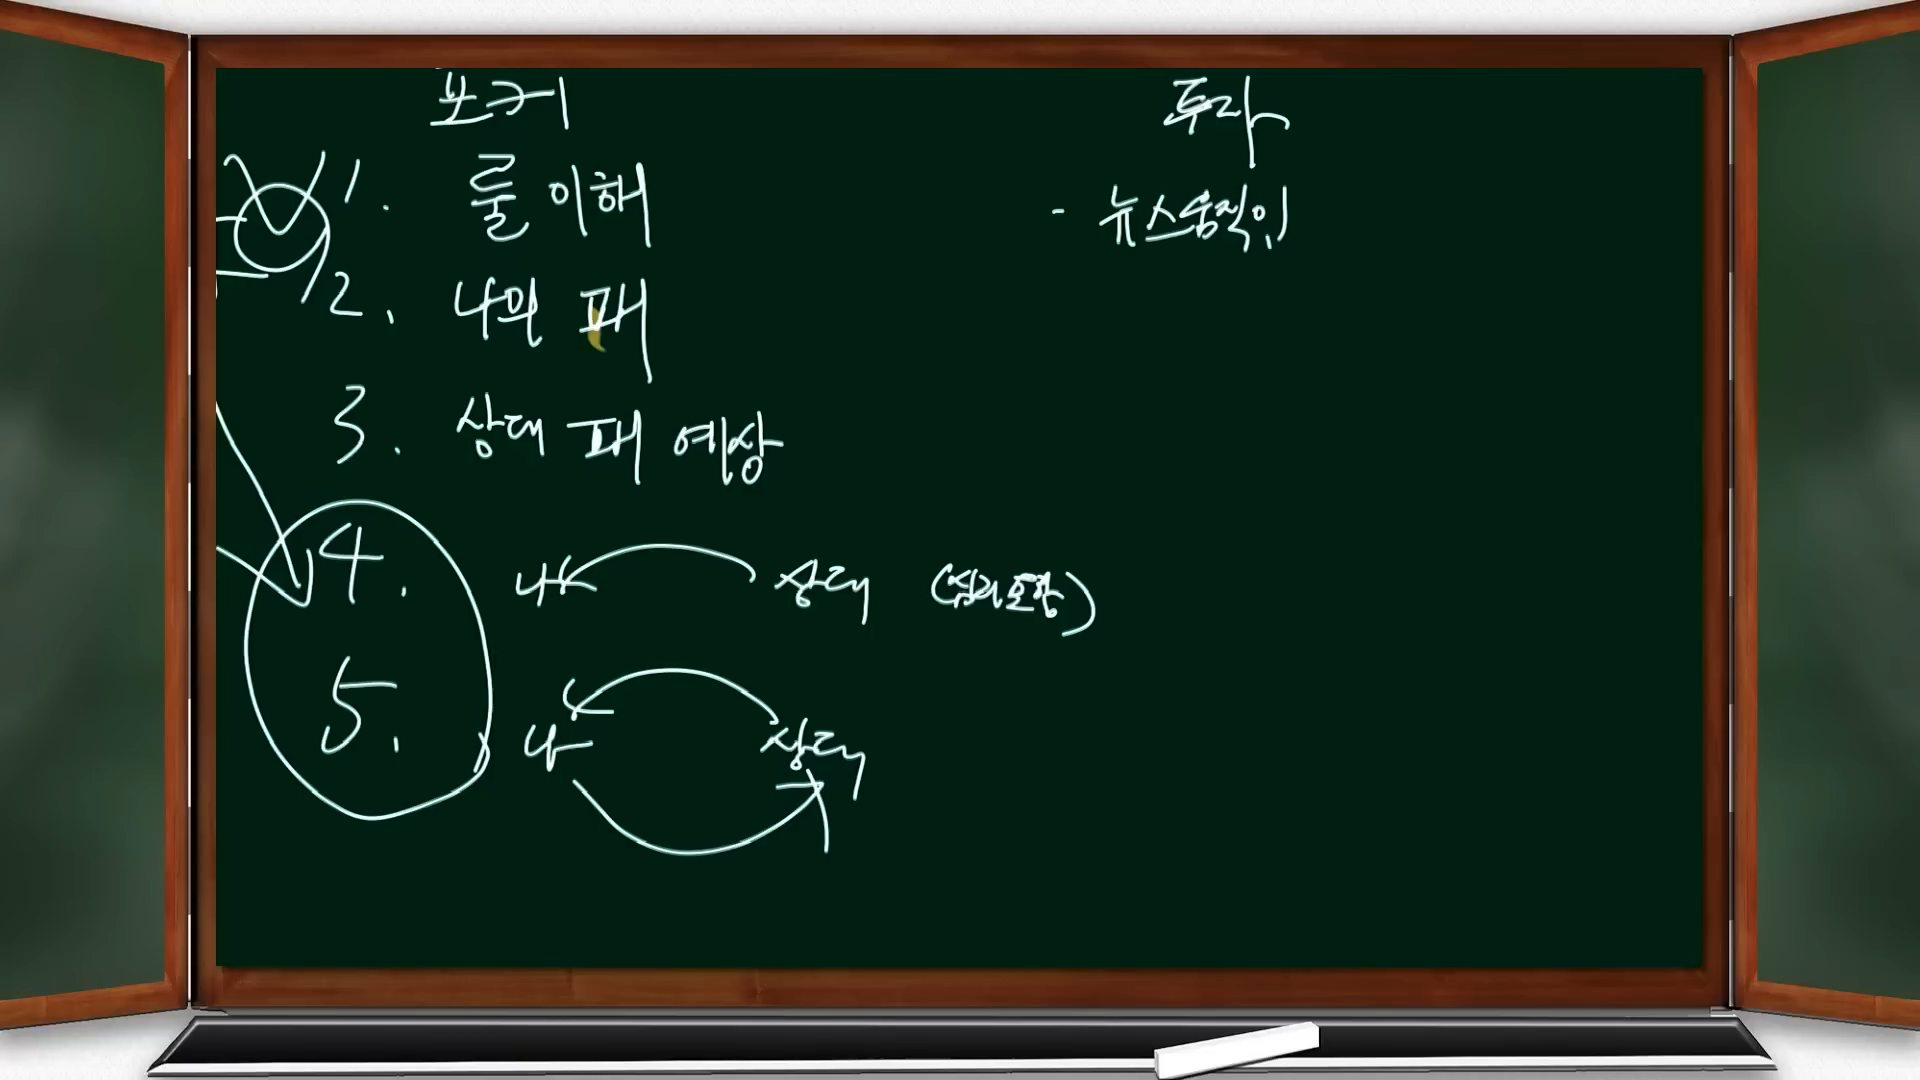 포커
1. 룰 이해
2. 나의 패
3. 상대 패 예상
4. 나 상대 (심리포함)
5. 나 상대
투자
- 뉴스움직임